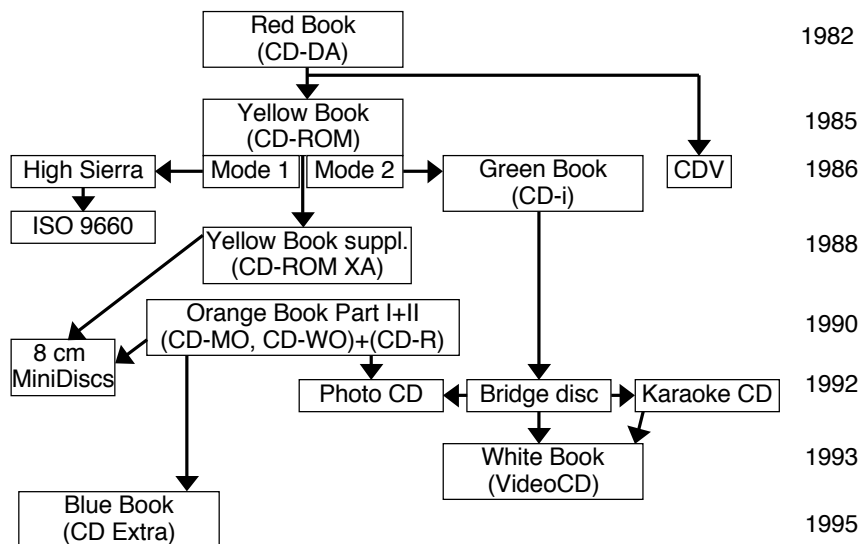 Red Book
(CD-DA)
1982
Yellow Book
(CD-ROM)
1985
High Sierra
Mode 1
Mode 2
Green Book
(CD-i)
CDV
1986
ISO 9660
Yellow Book suppl.
(CD-ROM XA)
1988
Orange Book Part I+II
(CD-MO, CD-WO)+(CD-R)
1990
8 cm
MiniDiscs
Photo CD
Bridge disc
Karaoke CD
1992
White Book
(VideoCD)
1993
Blue Book
(CD Extra)
1995